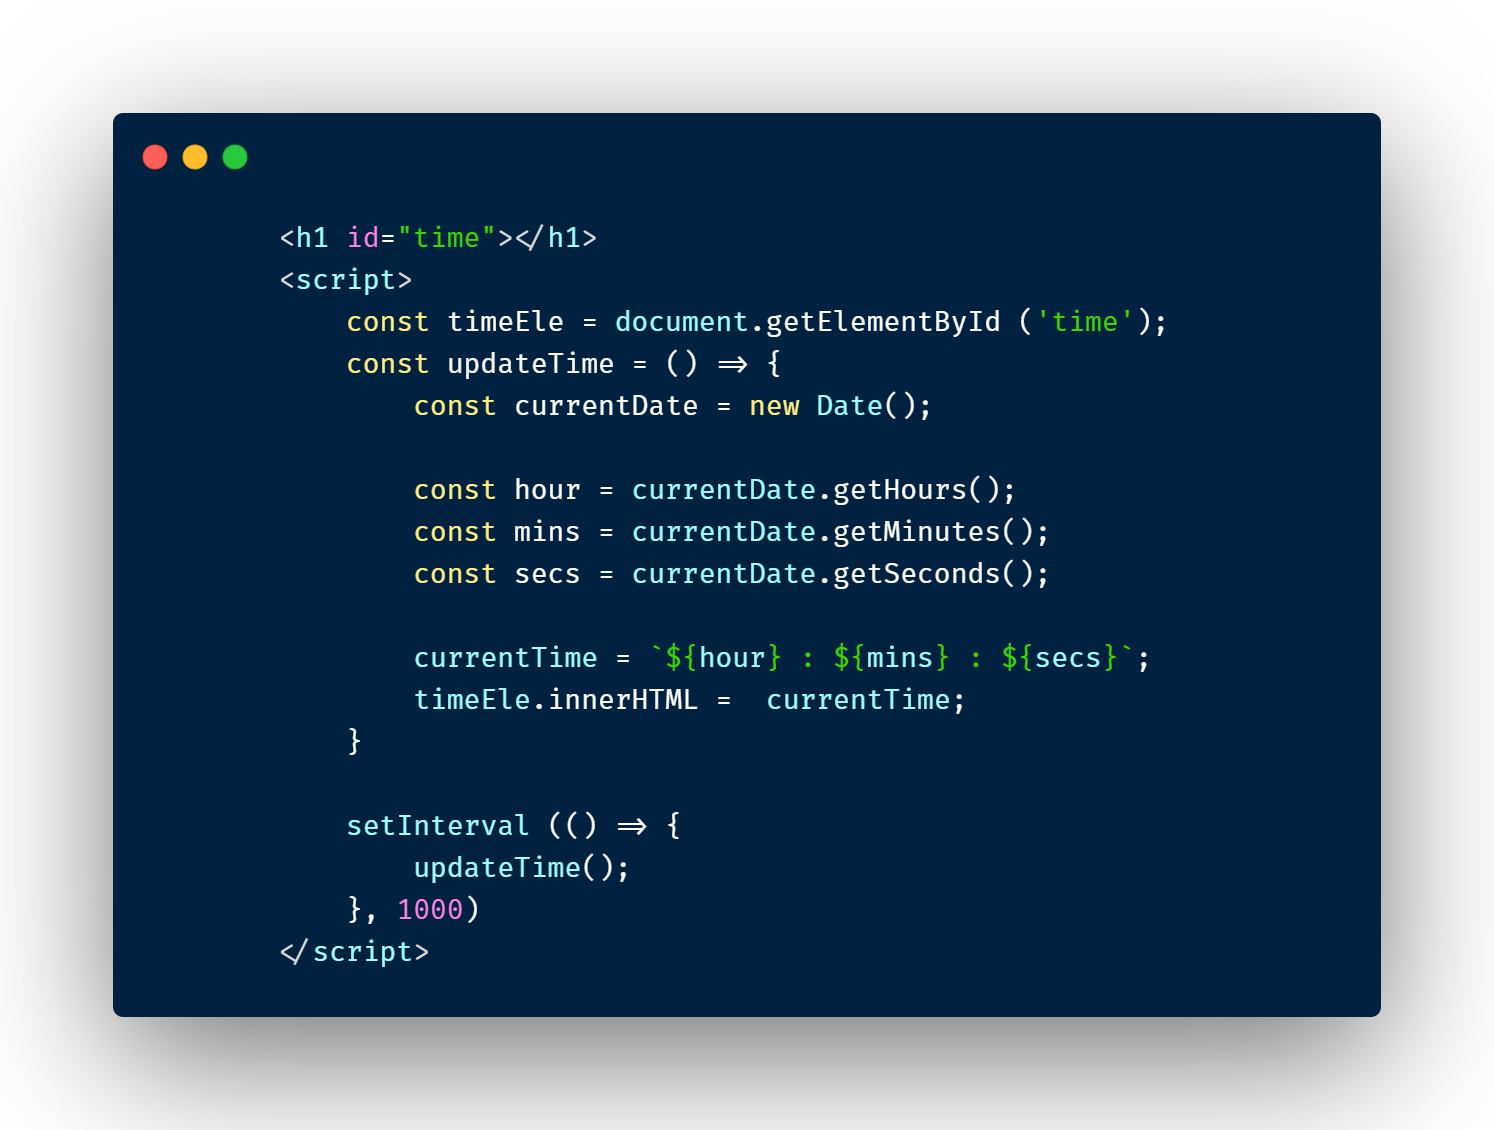 <h1 id="time"></h1>
<script>
    const timeEle = document.getElementById ('time');
    const updateTime = () => {
        const currentDate = new Date();

        const hour = currentDate.getHours();
        const mins = currentDate.getMinutes();
        const secs = currentDate.getSeconds();

        currentTime = `${hour} : ${mins} : ${secs}`;
        timeEle.innerHTML =  currentTime;
    }

    setInterval (() => {
        updateTime();
    }, 1000)
</script>